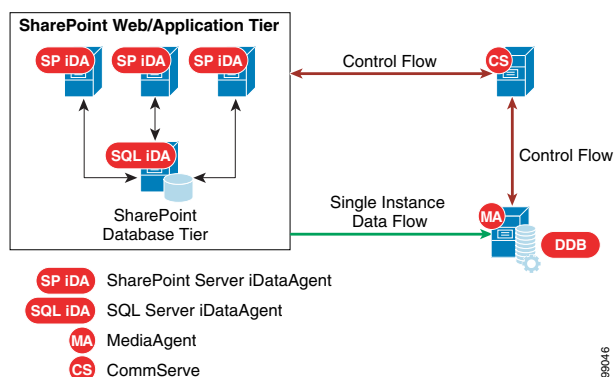 SharePoint Web/Application Tier
SP iDA
SP iDA
SP iDA
Control Flow
CS
SQL iDA
Control Flow
SharePoint
Database Tier
Single Instance
Data Flow
MA
DDB
SP iDA SharePoint Server iDataAgent
SQL iDA SQL Server iDataAgent
MA MediaAgent
CS CommServe
99046